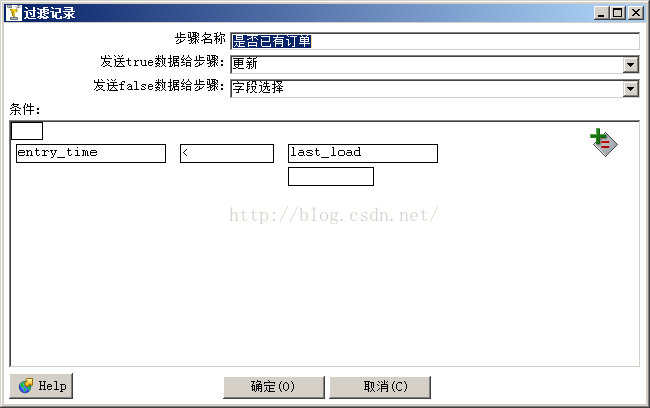 过滤记录
步骤名称 是否已有订单
发送true数据给步骤: 更新
发送false数据给步骤: 字段选择
条件:
entry_time < last_load
http://blog.csdn.net/
Help 确定(O) 取消(C)